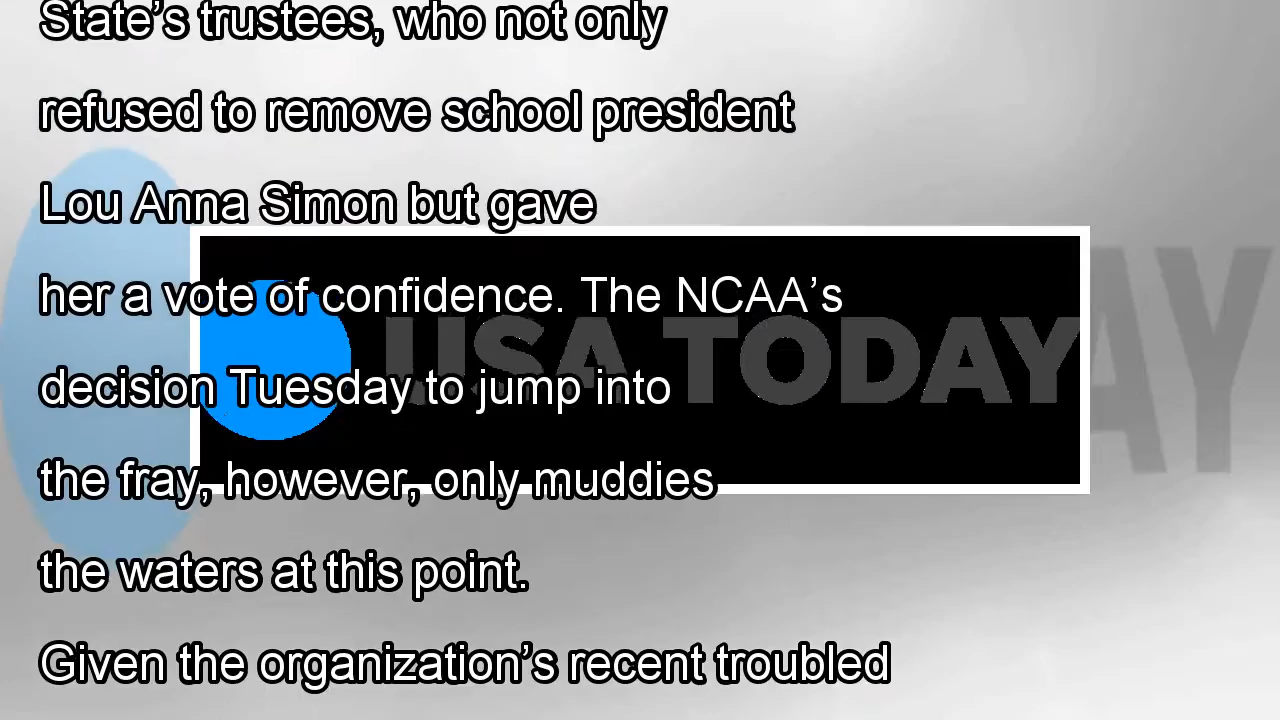 State’s trustees, who not only
refused to remove school president
Lou Anna Simon but gave
her a vote of confidence. The NCAA’s
decision Tuesday to jump into
the fray, however, only muddies
the waters at this point.
Given the organization’s recent troubled
USA TODAY
AY